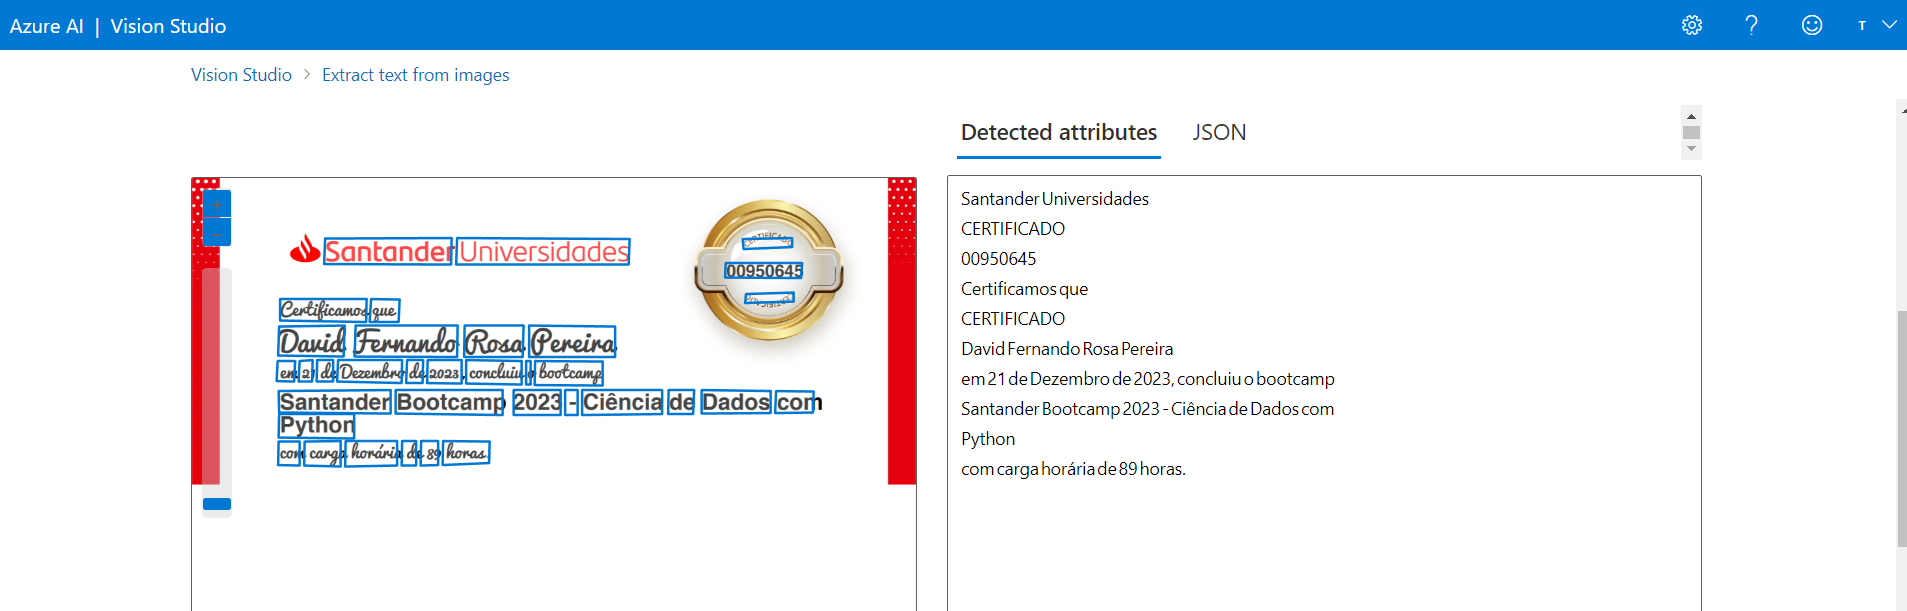 Azure AI | Vision Studio
T
Vision Studio > Extract text from images
Detected attributes JSON
Santander Universidades
CERTIFICADO
00950645
CERTIFICADO
Certificamos que
David Fernando Rosa Pereira
em 21 de Dezembro de 2023, concluiu o bootcamp
Santander Bootcamp 2023 - Ciência de Dados com
Python
com carga horária de 89 horas.
Santander Universidades
CERTIFICADO
00950645
Certificamos que
CERTIFICADO
David Fernando Rosa Pereira
em 21 de Dezembro de 2023, concluiu o bootcamp
Santander Bootcamp 2023 - Ciência de Dados com
Python
com carga horária de 89 horas.